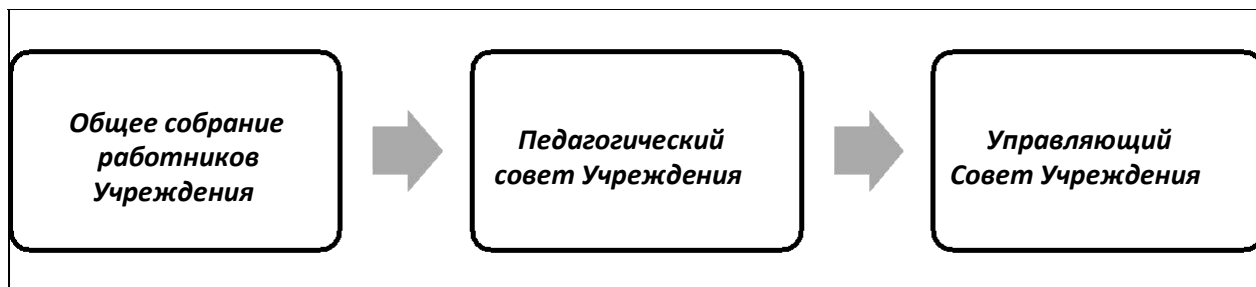 Общее собрание
работников
Учреждения
Педагогический
совет Учреждения
Управляющий
Совет Учреждения